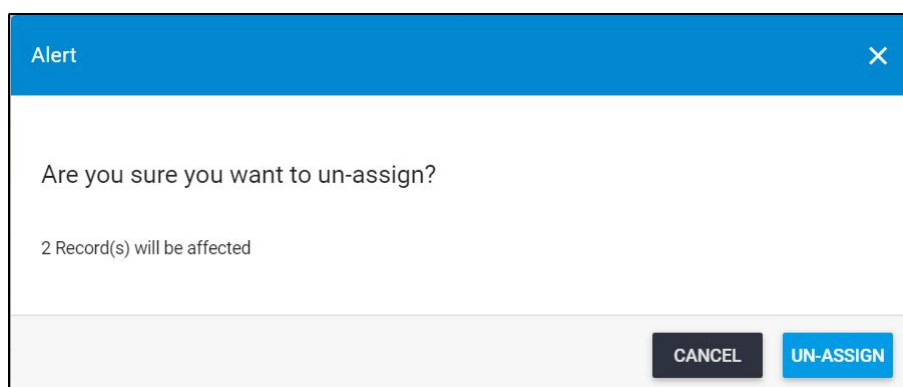 Alert
Are you sure you want to un-assign?
2 Record(s) will be affected
CANCEL UN-ASSIGN